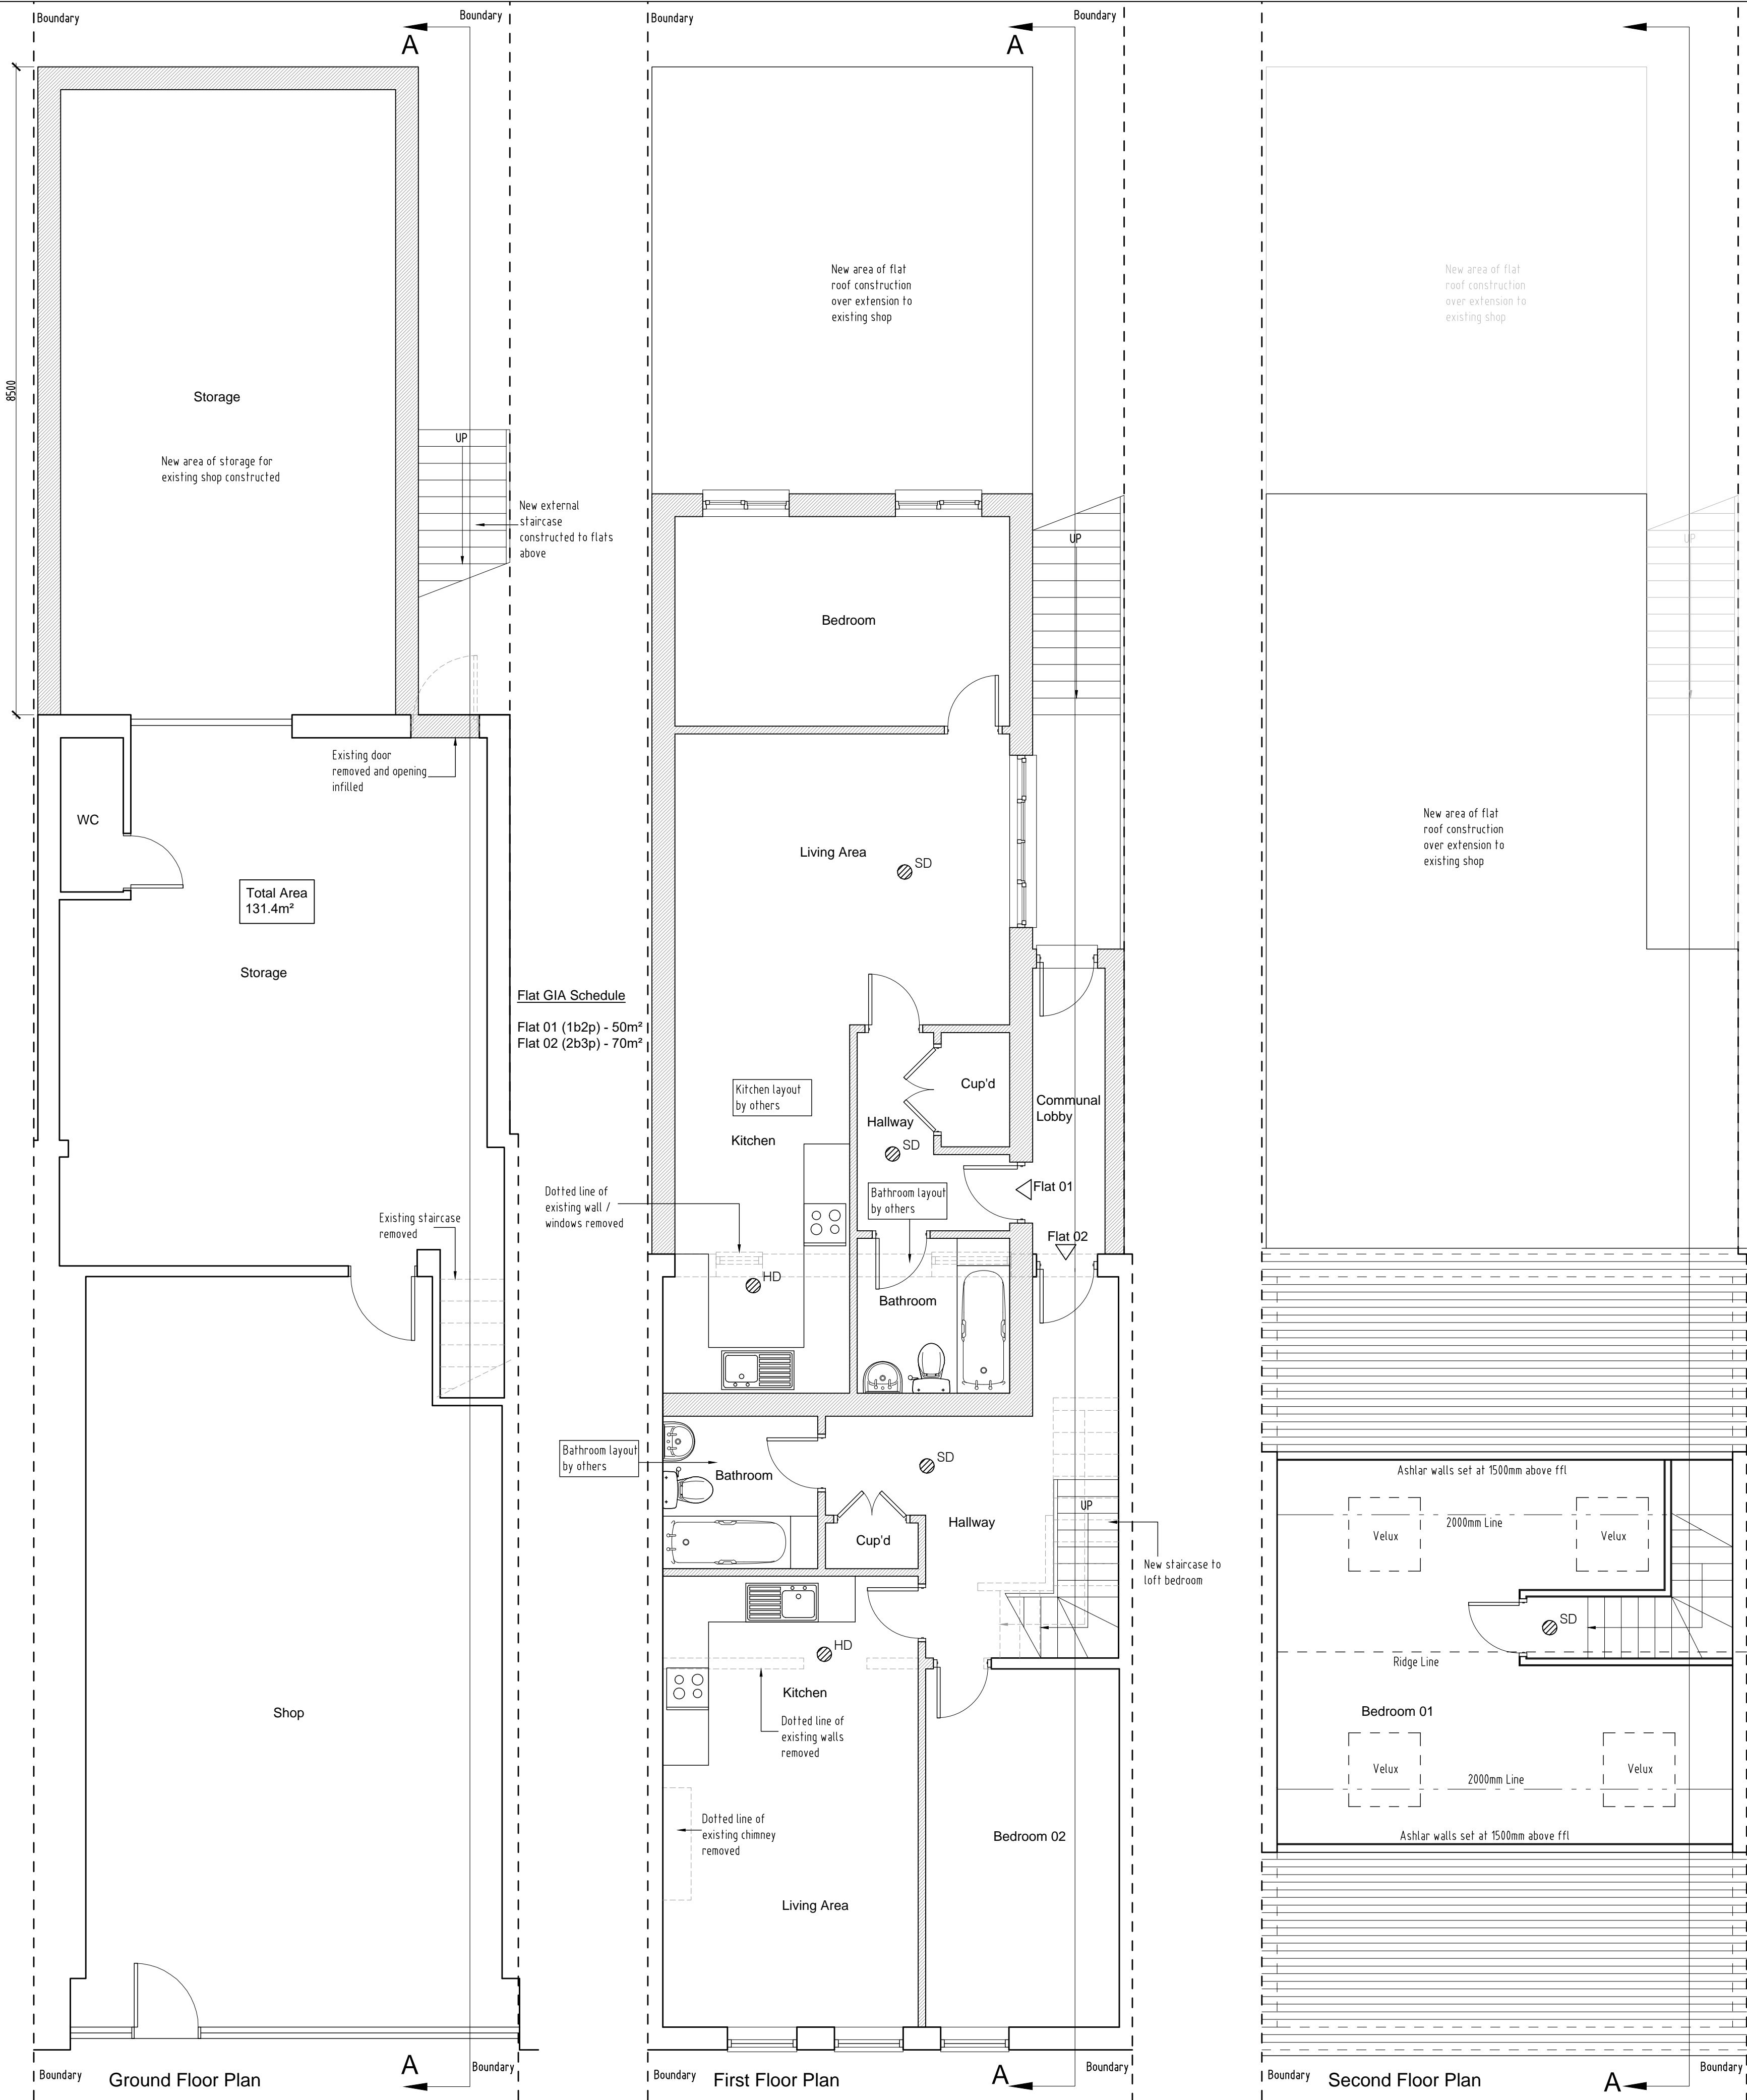 Boundary
Boundary
A
8500
Storage
New area of storage for
existing shop constructed
UP
New external
staircase
constructed to flats
above
Existing door
removed and opening
infilled
WC
Total Area
131.4m²
Storage
Flat GIA Schedule
Flat 01 (1b2p) - 50m²
Flat 02 (2b3p) - 70m²
Existing staircase
removed
Shop
Boundary
Ground Floor Plan
A
Boundary
Boundary
Boundary
A
New area of flat
roof construction
over extension to
existing shop
UP
Bedroom
Living Area
SD
Cup'd
Communal
Lobby
Kitchen layout
by others
Hallway
Kitchen
SD
Flat 01
Bathroom layout
by others
Dotted line of
existing wall /
windows removed
Flat 02
HD
Bathroom
Bathroom layout
by others
Bathroom
SD
UP
Hallway
Cup'd
New staircase to
loft bedroom
HD
Kitchen
Dotted line of
existing walls
removed
Dotted line of
existing chimney
removed
Bedroom 02
Living Area
Boundary
First Floor Plan
A
Boundary
New area of flat
roof construction
over extension to
existing shop
UP
New area of flat
roof construction
over extension to
existing shop
Ashlar walls set at 1500mm above ffl
2000mm Line
Velux
Velux
SD
Ridge Line
Bedroom 01
Velux
Velux
2000mm Line
Ashlar walls set at 1500mm above ffl
Boundary
Second Floor Plan
A
Boundary